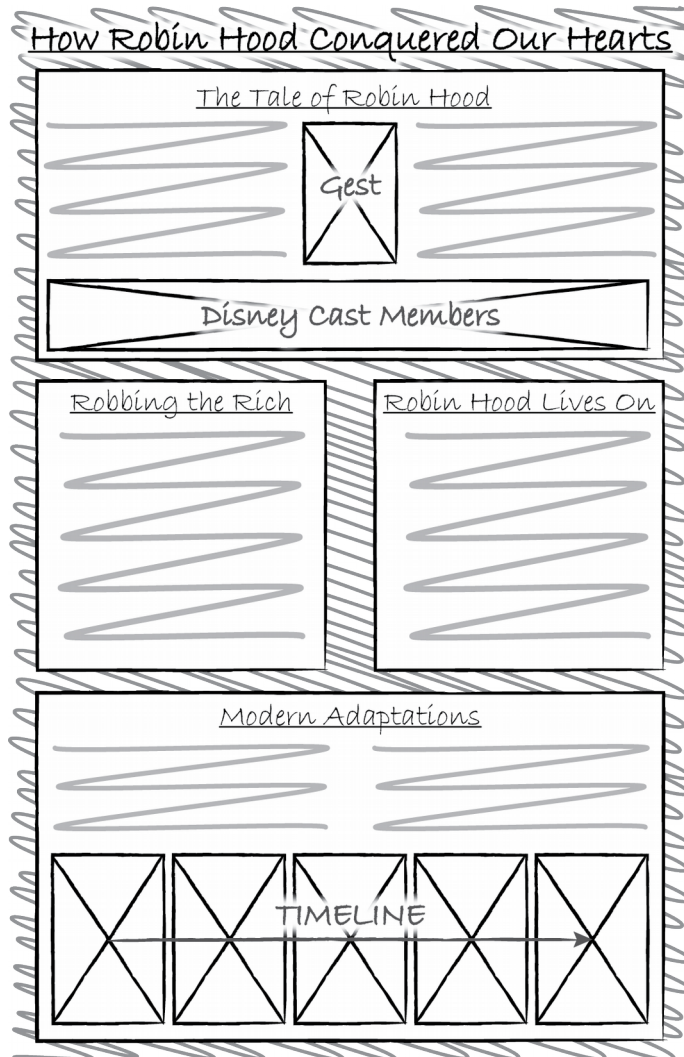 How Robin Hood Conquered Our Hearts
The Tale of Robin Hood
Gest
Disney Cast Members
Robbing the Rich
Robin Hood Lives On
Modern Adaptations
TIMELINE